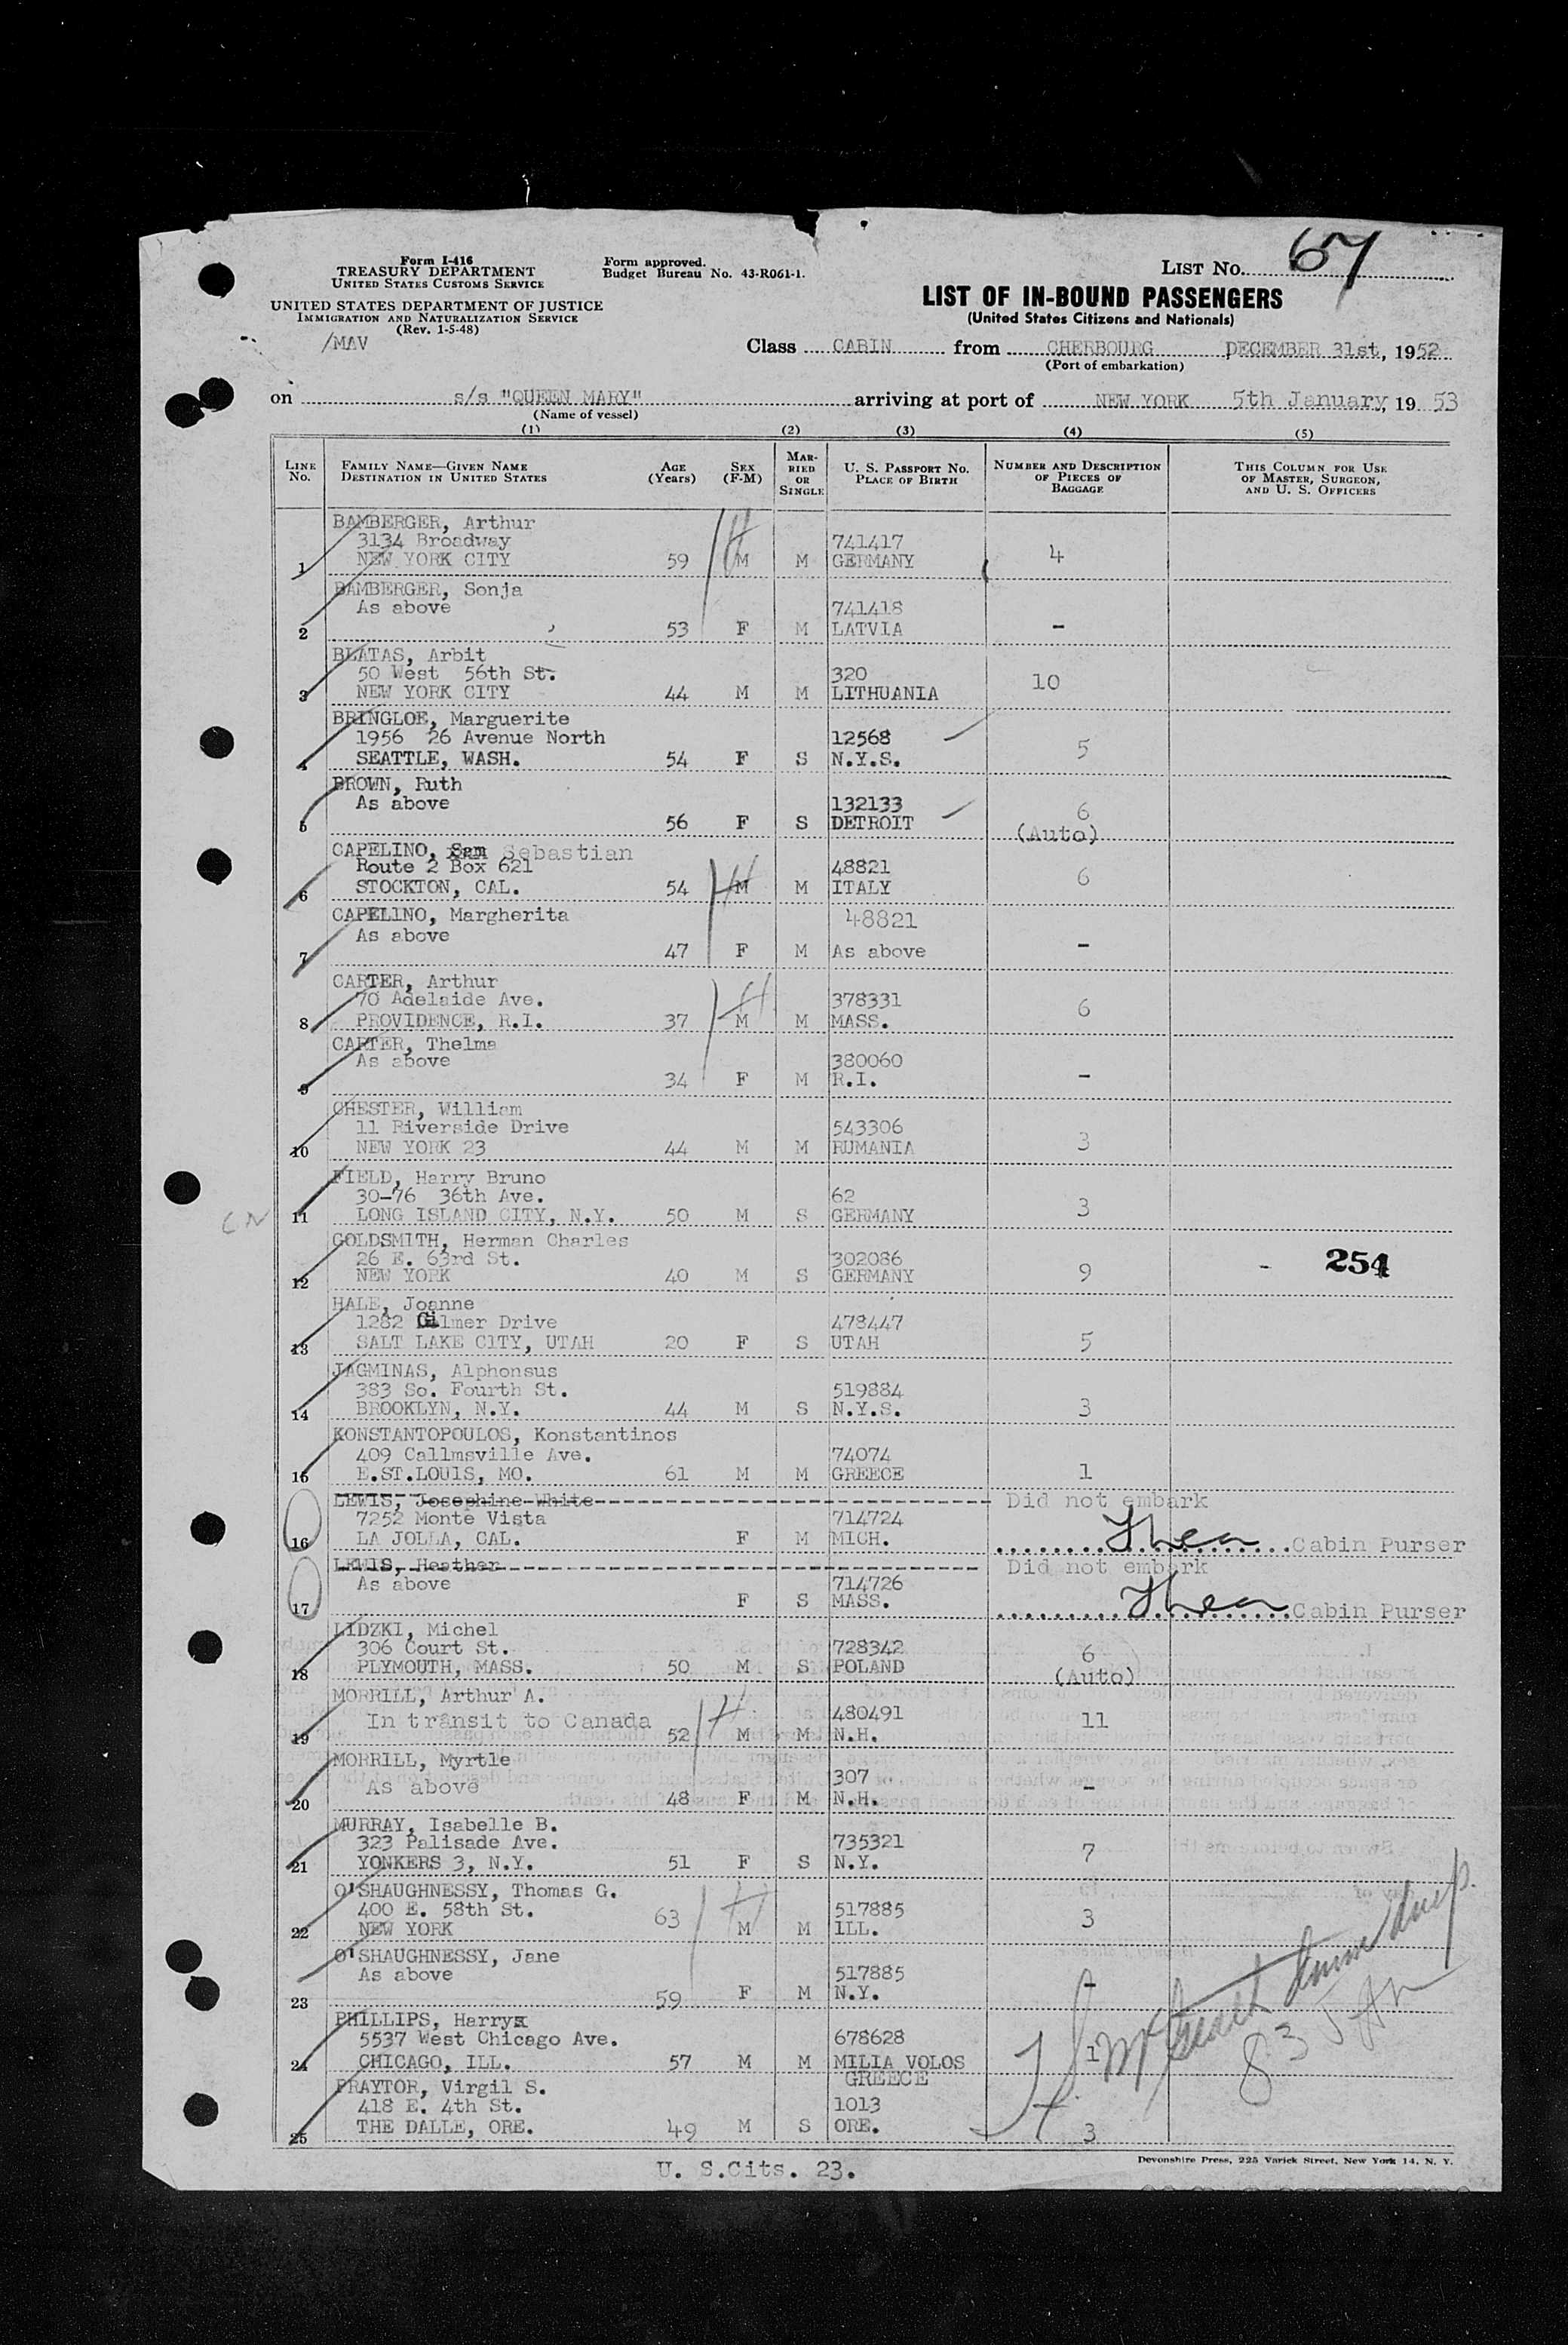 Form I-416
TREASURY DEPARTMENT
UNITED STATES CUSTOMS SERVICE
UNITED STATES DEPARTMENT OF JUSTICE
IMMIGRATION AND NATURALIZATION SERVICE
(Rev. 1-5-48)
/MAV
Form approved.
Budget Bureau No. 43-R061-1.
LIST No. 67
LIST OF IN-BOUND PASSENGERS
(United States Citizens and Nationals)
Class CABIN from CHERBOURG DECEMBER 31st, 1952
(Port of embarkation)
on s/s "QUEEN MARY" arriving at port of NEW YORK 5th January, 19 53
(Name of vessel)
(1) (2) (3) (4) (5)
LINE No. FAMILY NAME—GIVEN NAME DESTINATION IN UNITED STATES AGE (Years) SEX (F-M) MARRIED OR SINGLE U. S. PASSPORT No. PLACE OF BIRTH NUMBER AND DESCRIPTION OF PIECES OF BAGGAGE THIS COLUMN FOR USE OF MASTER, SURGEON, AND U. S. OFFICERS
BAMBERGER, Arthur
3134 Broadway 741417 4
1 NEW YORK CITY 59 M M GERMANY
BAMBERGER, Sonja
As above 741418
2 53 F M LATVIA -
BLATAS, Arbit
50 West 56th St. 320 10
3 NEW YORK CITY 44 M M LITHUANIA
BRINGLOE, Marguerite
1956 26 Avenue North 12568 5
4 SEATTLE, WASH. 54 F S N.Y.S.
BROWN, Ruth
As above 132133 6
5 56 F S DETROIT (Auto)
CAPELINO, Sam Sebastian
Route 2 Box 621 48821 6
6 STOCKTON, CAL. 54 M M ITALY
CAPELINO, Margherita 48821
As above
7 47 F M As above -
CARTER, Arthur
70 Adelaide Ave. 378331 6
8 PROVIDENCE, R.I. 37 M M MASS.
CARTER, Thelma
As above 380060
9 34 F M R.I. -
CHESTER, William
11 Riverside Drive 543306 3
10 NEW YORK 23 44 M M RUMANIA
FIELD, Harry Bruno
30-76 36th Ave. 62 3
11 LONG ISLAND CITY, N.Y. 50 M S GERMANY
GOLDSMITH, Herman Charles
26 E. 63rd St. 302086 9 - 254
12 NEW YORK 40 M S GERMANY
HALE, Joanne
1282 Gilmer Drive 478447 5
13 SALT LAKE CITY, UTAH 20 F S UTAH
JAGMINAS, Alphonsus
383 So. Fourth St. 519884 3
14 BROOKLYN, N.Y. 44 M S N.Y.S.
KONSTANTOPOULOS, Konstantinos
409 Callmsville Ave. 74074 1
15 E.ST.LOUIS, MO. 61 M M GREECE
LEWIS, Josephine White Did not embark
7252 Monte Vista 714724
16 LA JOLLA, CAL. F M MICH. Cabin Purser
LEWIS, Heather Did not embark
As above 714726
17 F S MASS. Cabin Purser
LIDZKI, Michel
306 Court St. 728342 6
18 PLYMOUTH, MASS. 50 M S POLAND (Auto)
MORRILL, Arthur A.
In transit to Canada 480491 11
19 52 M M N.H.
MORRILL, Myrtle
As above 307 -
20 48 F M N.H.
MURRAY, Isabelle B.
323 Palisade Ave. 735321 7
21 YONKERS 3, N.Y. 51 F S N.Y.
O'SHAUGHNESSY, Thomas G.
400 E. 58th St. 63 517885 3
22 NEW YORK M M ILL.
O'SHAUGHNESSY, Jane
As above 517885 -
23 59 F M N.Y.
PHILLIPS, Harryx
5537 West Chicago Ave. 678628 1
24 CHICAGO, ILL. 57 M M MILIA VOLOS
GREECE
PRAYTOR, Virgil S.
418 E. 4th St. 1013
25 THE DALLE, ORE. 49 M S ORE. 3
U. S.Cits. 23.
Devonshire Press, 225 Varick Street, New York 14, N. Y.